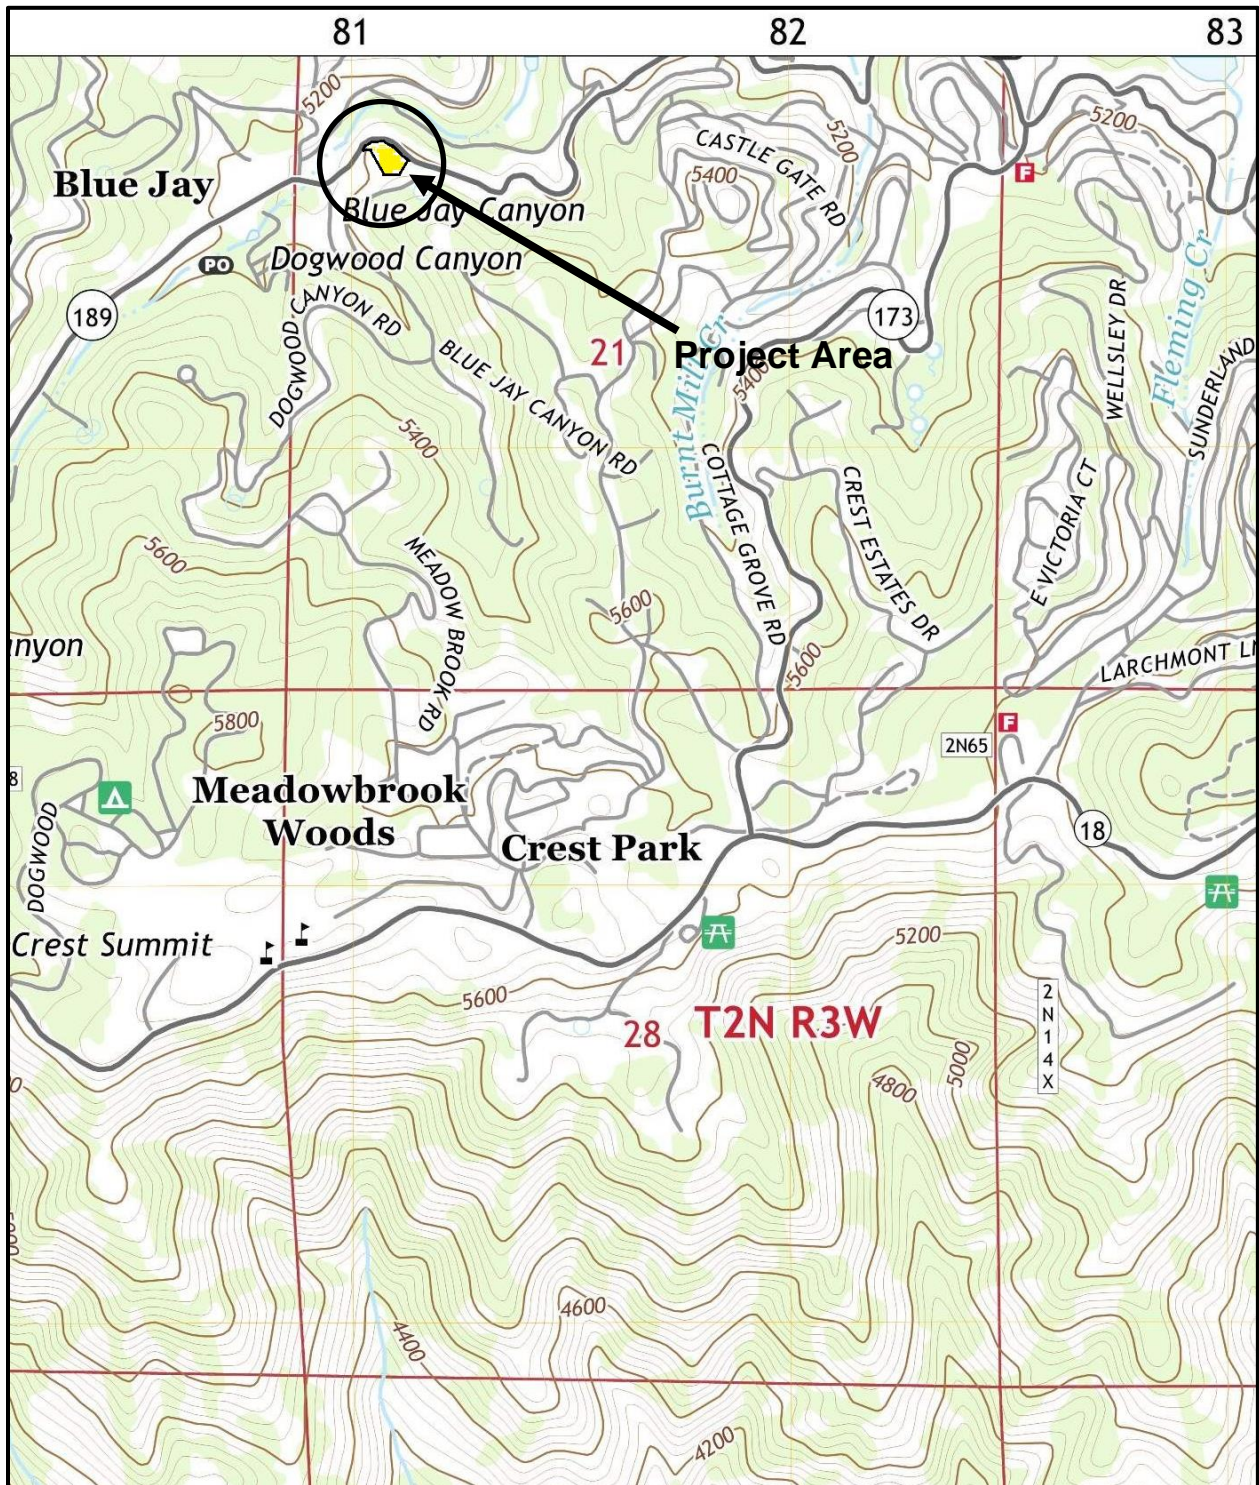 81 82 83
5200
5200
5200
CASTLE GATE RD
5400
Blue Jay
Blue Jay Canyon
PO
Dogwood Canyon
189
173
F
WELLSLEY DR
Fleming Cr
SUNDERLAND
DOGWOOD CANYON RD
BLUE JAY CANYON RD
21
Project Area
Burnt Mill Cr
5400
5400
COTTAGE GROVE RD
CREST ESTATES DR
E VICTORIA CT
5600
MEADOW BROOK RD
5600
5600
nyon
LARCHMONT LN
5800
F
2N65
8
Meadowbrook
Woods
Crest Park
18
DOGWOOD
Crest Summit
5200
5600
28
T2N R3W
2
N
1
4
X
5000
4800
4600
4400
4200